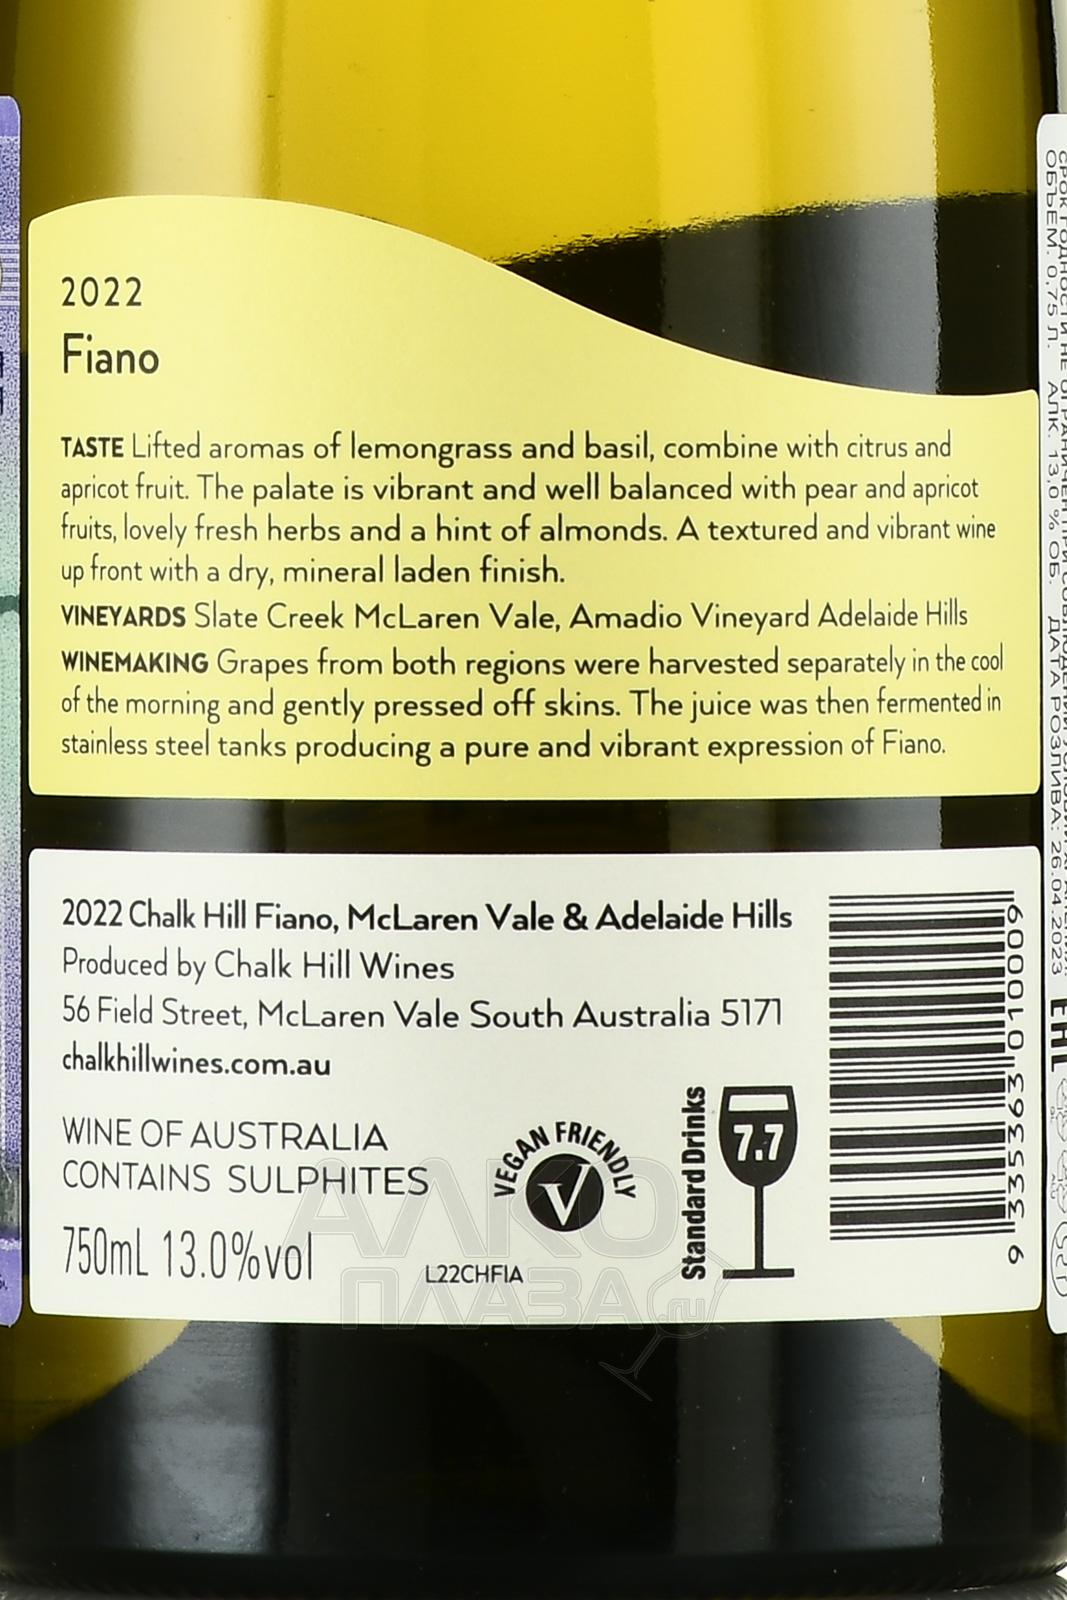 2022
Fiano
TASTE Lifted aromas of lemongrass and basil, combine with citrus and
apricot fruit. The palate is vibrant and well balanced with pear and apricot
fruits, lovely fresh herbs and a hint of almonds. A textured and vibrant wine
up front with a dry, mineral laden finish.
VINEYARDS Slate Creek McLaren Vale, Amadio Vineyard Adelaide Hills
WINEMAKING Grapes from both regions were harvested separately in the cool
of the morning and gently pressed off skins. The juice was then fermented in
stainless steel tanks producing a pure and vibrant expression of Fiano.
2022 Chalk Hill Fiano, McLaren Vale & Adelaide Hills
Produced by Chalk Hill Wines
56 Field Street, McLaren Vale South Australia 5171
chalkhillwines.com.au
WINE OF AUSTRALIA
CONTAINS SULPHITES
750mL 13.0%vol
L22CHFIA
VEGAN FRIENDLY
V
Standard Drinks
7.7
9 335363 010009
ОБЪЕМ. 0,75 Л. АЛК. 13,0 % ОБ. ДАТА РОЗЛИВА: 26.04.2023
EAC
АЛКО
ПЛАЗА.ru